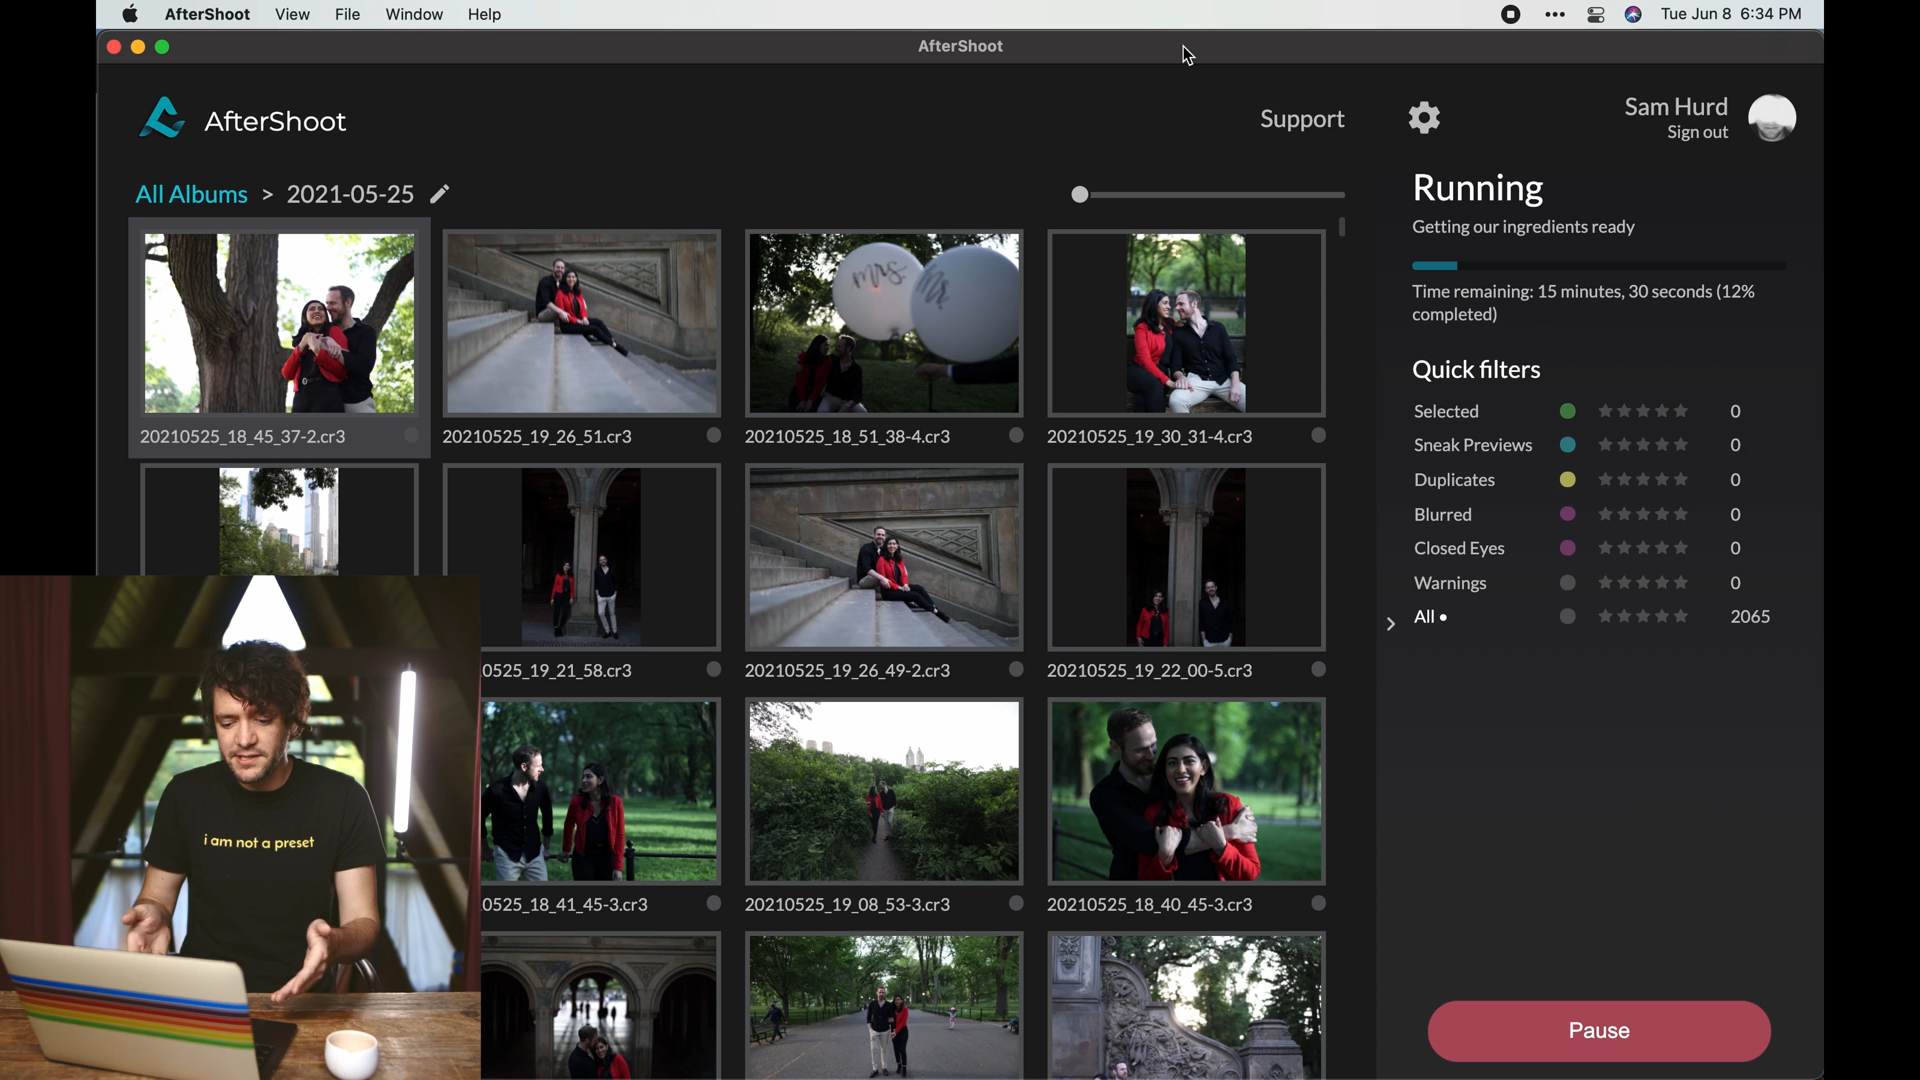 AfterShoot View File Window Help Tue Jun 8 6:34 PM
AfterShoot
AfterShoot
Support
Sam Hurd
Sign out
All Albums > 2021-05-25
20210525_18_45_37-2.cr3
20210525_19_26_51.cr3
mrs.
Mr.
20210525_18_51_38-4.cr3
20210525_19_30_31-4.cr3
0525_19_21_58.cr3
20210525_19_26_49-2.cr3
20210525_19_22_00-5.cr3
0525_18_41_45-3.cr3
20210525_19_08_53-3.cr3
20210525_18_40_45-3.cr3
Running
Getting our ingredients ready
Time remaining: 15 minutes, 30 seconds (12%
completed)
Quick filters
Selected 0
Sneak Previews 0
Duplicates 0
Blurred 0
Closed Eyes 0
Warnings 0
All • 2065
Pause
i am not a preset